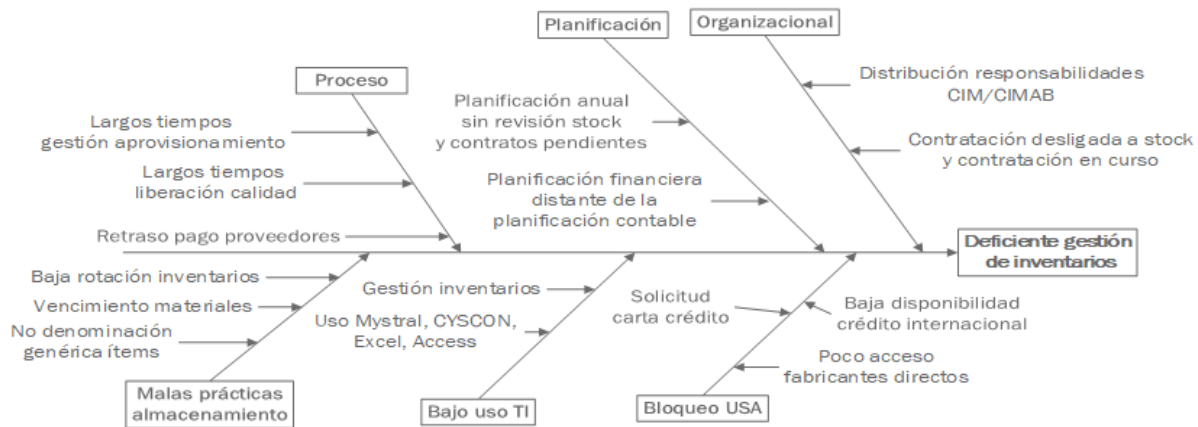 Planificación
Organizacional
Proceso
Distribución responsabilidades
CIM/CIMAB
Planificación anual
sin revisión stock
y contratos pendientes
Largos tiempos
gestión aprovisionamiento
Contratación desligada a stock
y contratación en curso
Largos tiempos
liberación calidad
Planificación financiera
distante de la
planificación contable
Retraso pago proveedores
Deficiente gestión
de inventarios
Baja rotación inventarios
Gestión inventarios
Solicitud
carta crédito
Baja disponibilidad
crédito internacional
Vencimiento materiales
Uso Mystral, CYSCON,
Excel, Access
No denominación
genérica ítems
Poco acceso
fabricantes directos
Malas prácticas
almacenamiento
Bajo uso TI
Bloqueo USA